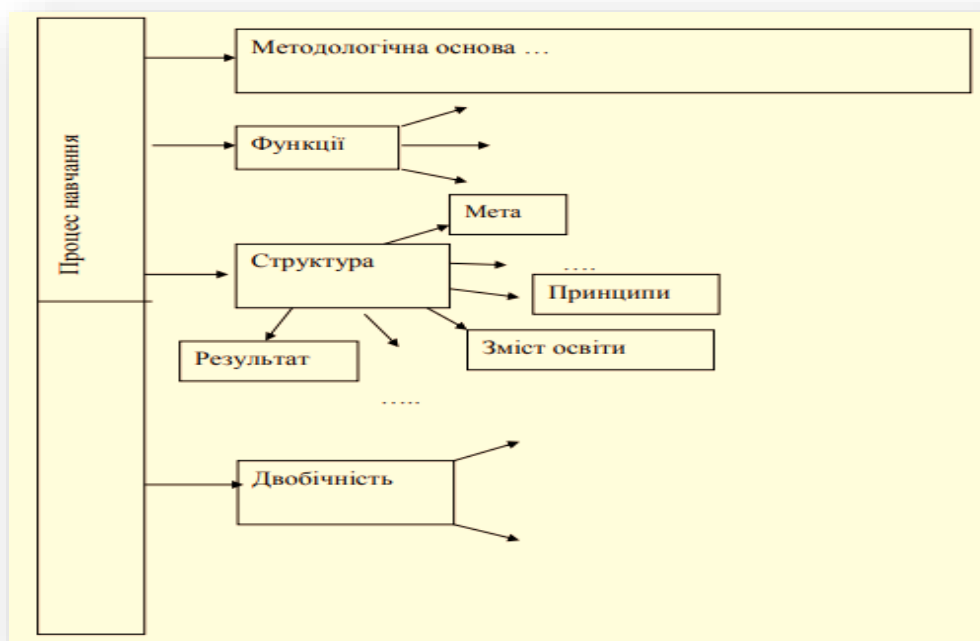 Процес навчання
Методологічна основа …
Функції
Мета
Структура
….
Принципи
Зміст освіти
Результат
…..
Двобічність